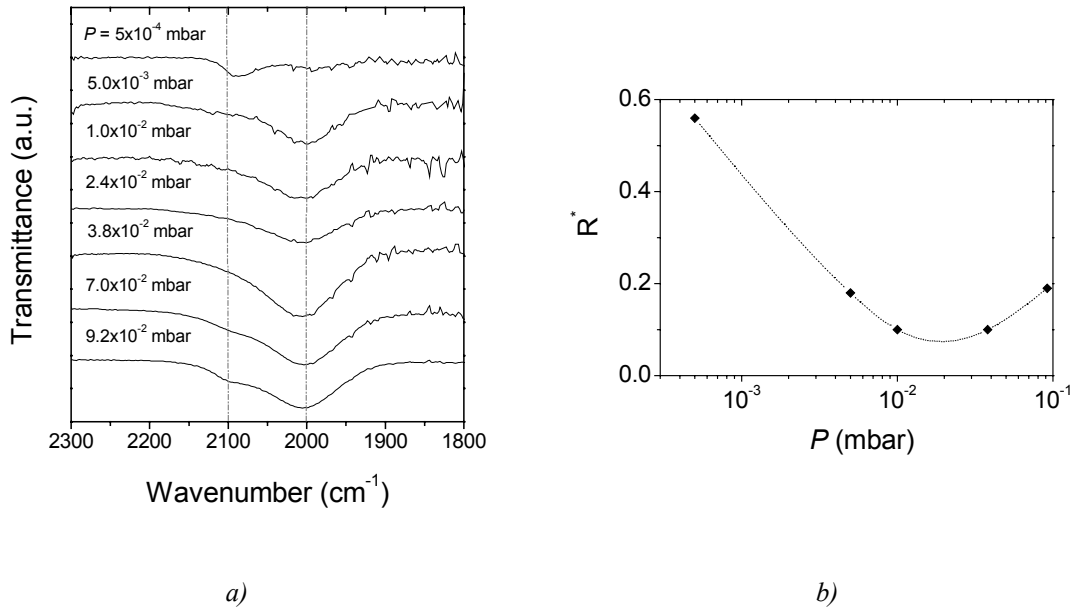 P = 5x10⁻⁴ mbar
5.0x10⁻³ mbar
1.0x10⁻² mbar
2.4x10⁻² mbar
3.8x10⁻² mbar
7.0x10⁻² mbar
9.2x10⁻² mbar
Transmittance (a.u.)
2300 2200 2100 2000 1900 1800
Wavenumber (cm⁻¹)
a)
0.6
0.4
0.2
0.0
R*
10⁻³ 10⁻² 10⁻¹
P (mbar)
b)